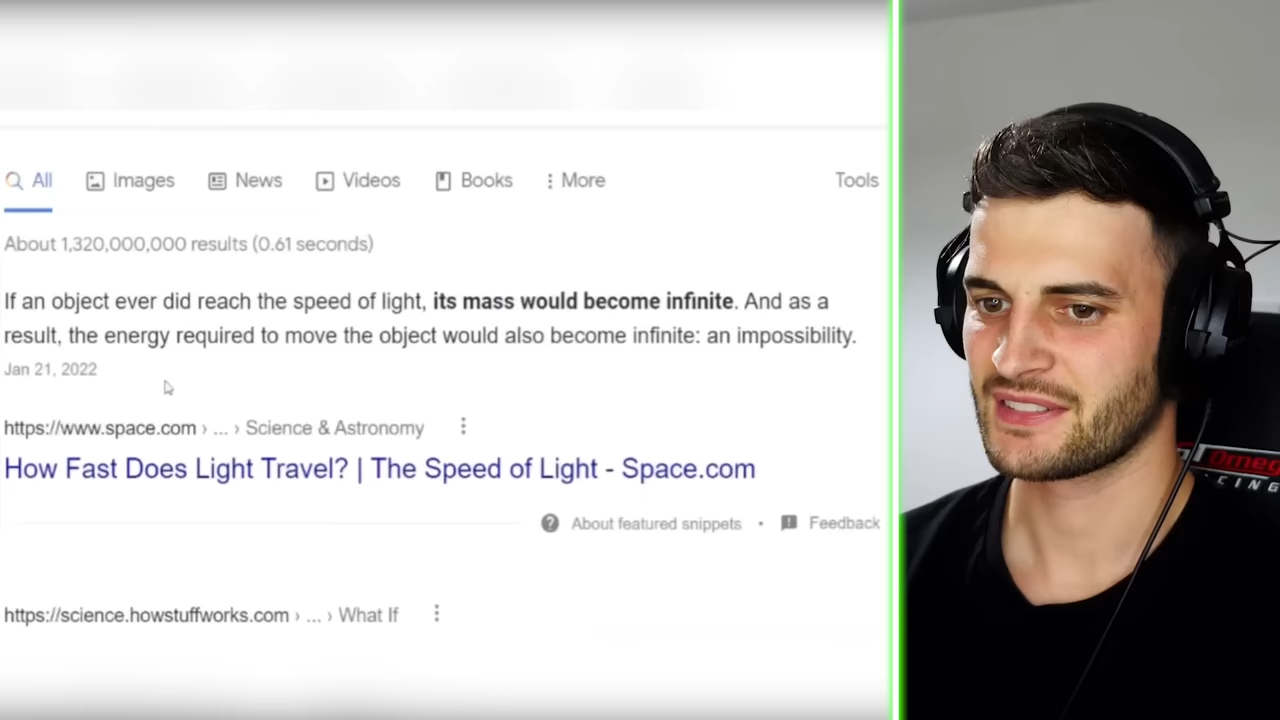 All Images News Videos Books More Tools
About 1,320,000,000 results (0.61 seconds)
If an object ever did reach the speed of light, its mass would become infinite. And as a
result, the energy required to move the object would also become infinite: an impossibility.
Jan 21, 2022
https://www.space.com › ... › Science & Astronomy
How Fast Does Light Travel? | The Speed of Light - Space.com
About featured snippets • Feedback
https://science.howstuffworks.com › ... › What If
Omega
CING